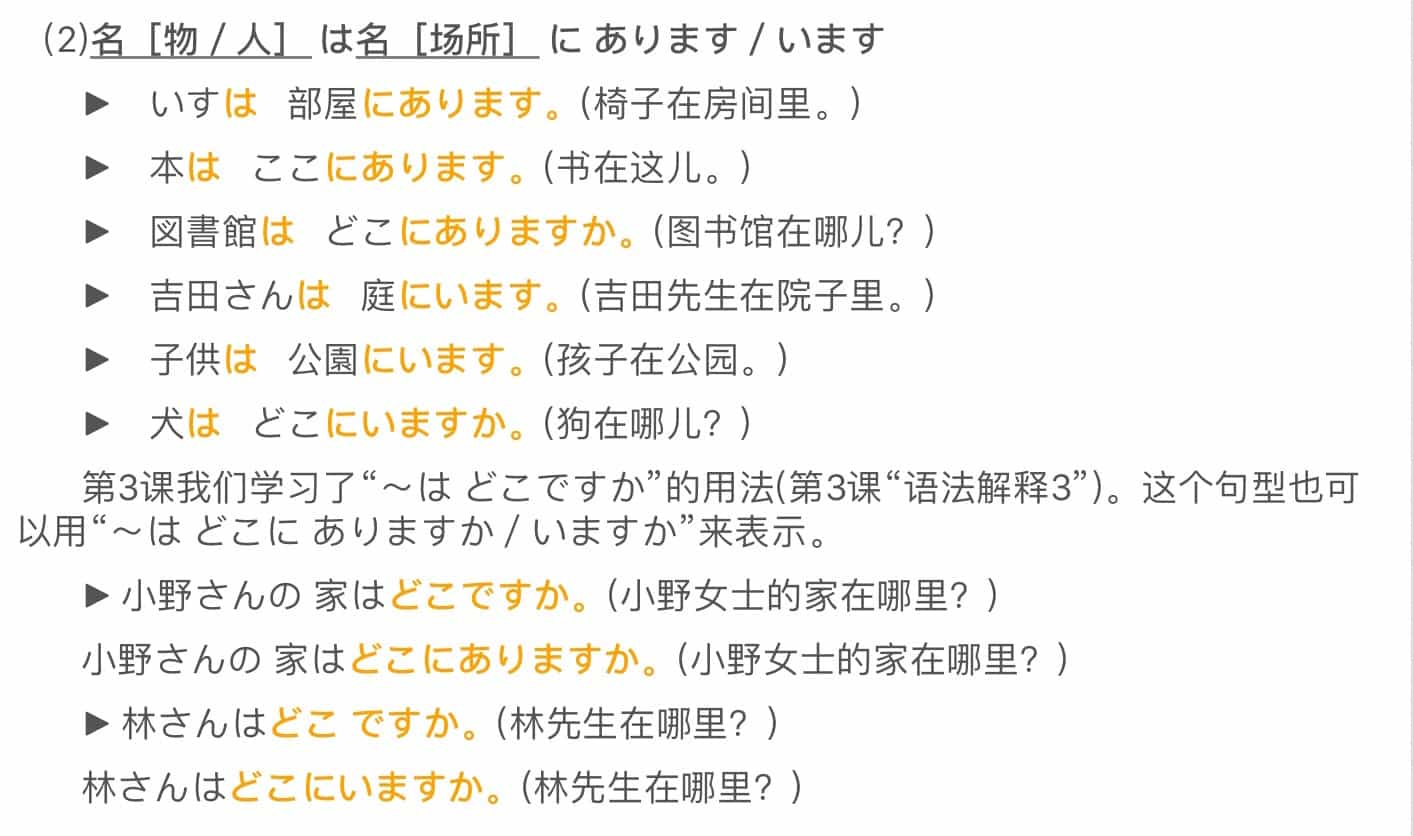 (2)名［物 / 人］ は名［场所］ に あります / います
▶ いすは 部屋にあります。(椅子在房间里。)
▶ 本は ここにあります。(书在这儿。)
▶ 図書館は どこにありますか。(图书馆在哪儿？)
▶ 吉田さんは 庭にいます。(吉田先生在院子里。)
▶ 子供は 公園にいます。(孩子在公园。)
▶ 犬は どこにいますか。(狗在哪儿？)
第3课我们学习了“～は どこですか”的用法(第3课“语法解释3”)。这个句型也可
以用“～は どこに ありますか / いますか”来表示。
▶ 小野さんの 家はどこですか。(小野女士的家在哪里？)
小野さんの 家はどこにありますか。(小野女士的家在哪里？)
▶ 林さんはどこ ですか。(林先生在哪里？)
林さんはどこにいますか。(林先生在哪里？)